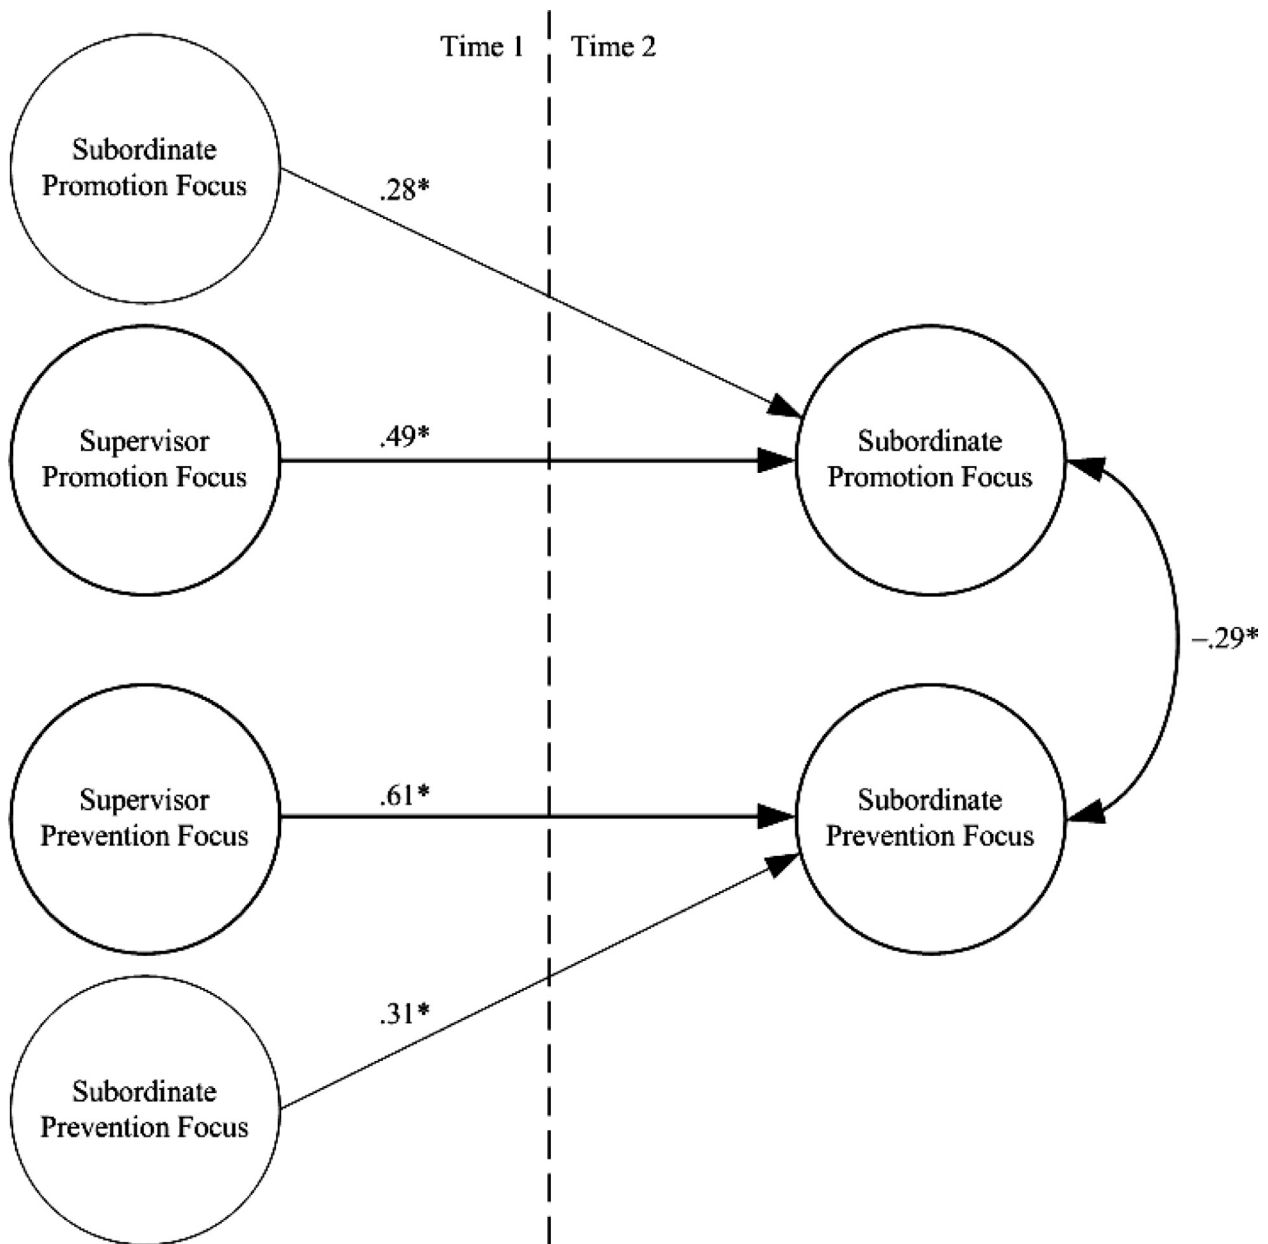 Time 1
Time 2
Subordinate
Promotion Focus
.28*
Supervisor
Promotion Focus
.49*
Subordinate
Promotion Focus
–.29*
Supervisor
Prevention Focus
.61*
Subordinate
Prevention Focus
.31*
Subordinate
Prevention Focus